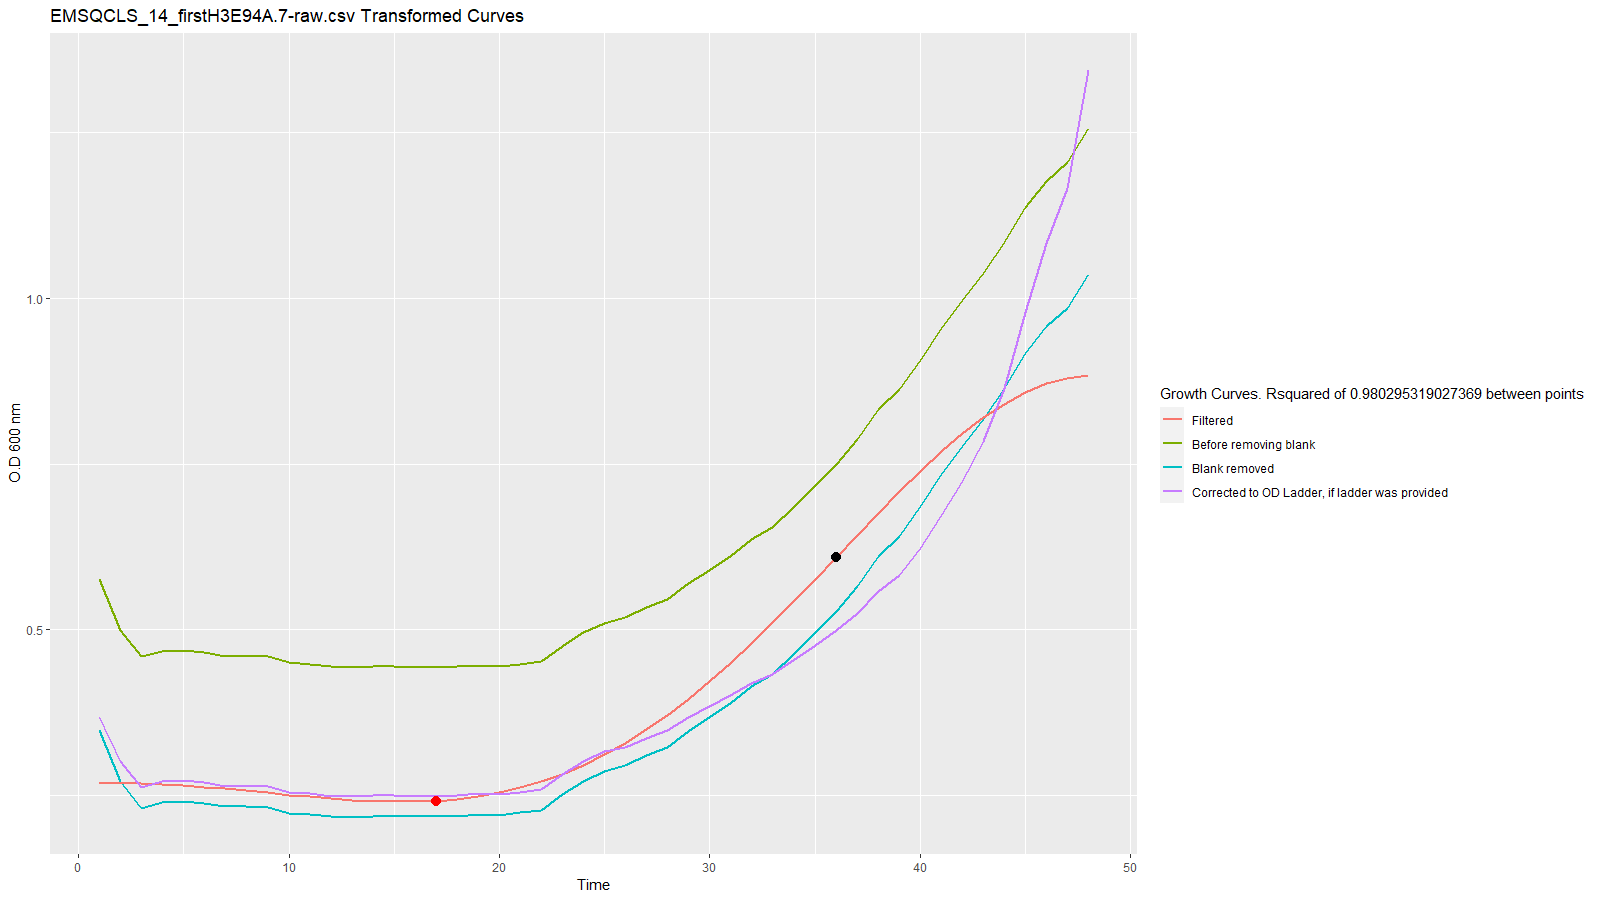 EMSQCLS_14_firstH3E94A.7-raw.csv Transformed Curves
O.D 600 nm
1.0
0.5
0
10
20
30
40
50
Time
Growth Curves. Rsquared of 0.980295319027369 between points
Filtered
Before removing blank
Blank removed
Corrected to OD Ladder, if ladder was provided